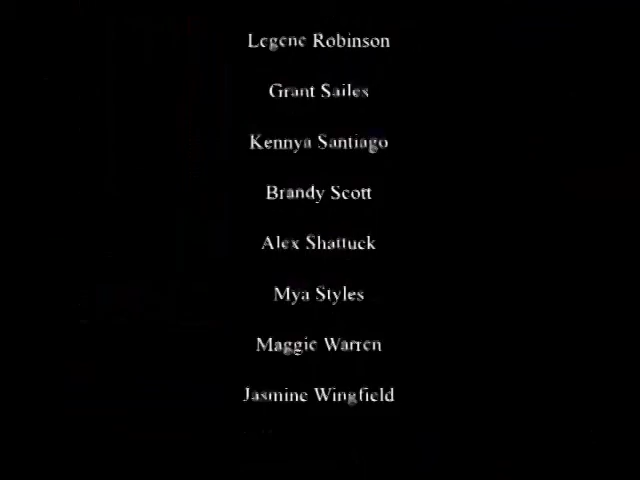 Legene Robinson
Grant Sailes
Kennya Santiago
Brandy Scott
Alex Shattuck
Mya Styles
Maggie Warren
Jasmine Wingfield